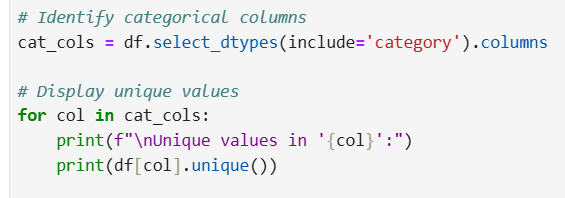 # Identify categorical columns
cat_cols = df.select_dtypes(include='category').columns

# Display unique values
for col in cat_cols:
    print(f"\nUnique values in '{col}':")
    print(df[col].unique())